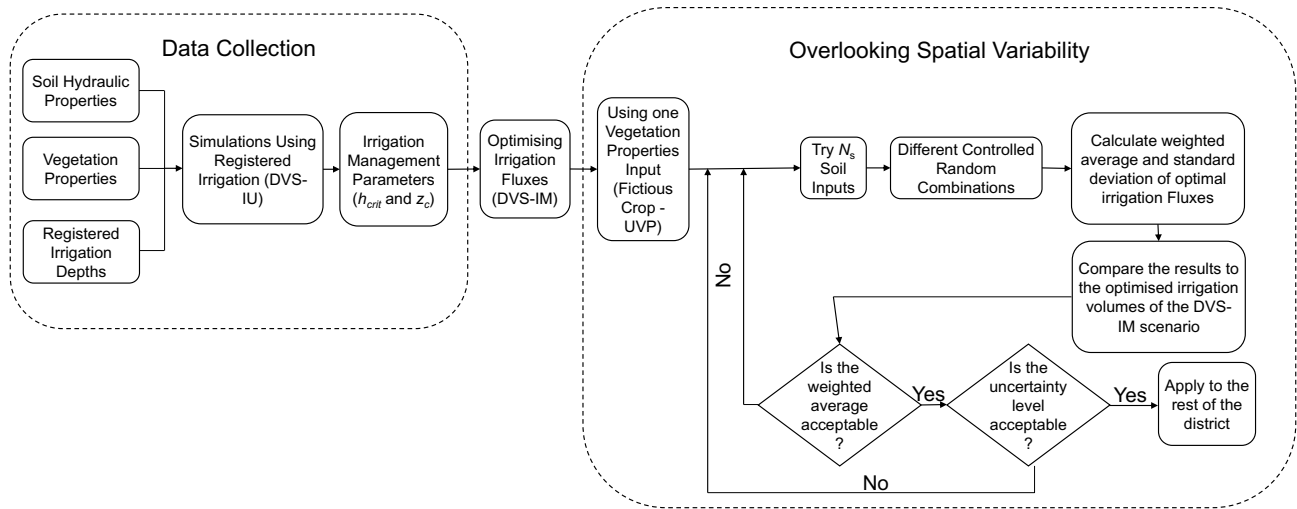 Data Collection
Soil Hydraulic
Properties
Vegetation
Properties
Registered
Irrigation
Depths
Simulations Using
Registered
Irrigation (DVS-
IU)
Irrigation
Management
Parameters
(hcrit and zc)
Optimising
Irrigation
Fluxes
(DVS-IM)
Overlooking Spatial Variability
Using one
Vegetation
Properties
Input
(Fictious
Crop -
UVP)
Try Ns
Soil
Inputs
Different Controlled
Random
Combinations
Calculate weighted
average and standard
deviation of optimal
irrigation Fluxes
Compare the results to
the optimised irrigation
volumes of the DVS-
IM scenario
No
Is the
weighted
average
acceptable
?
Yes
Is the
uncertainty
level
acceptable
?
Yes
Apply to the
rest of the
district
No